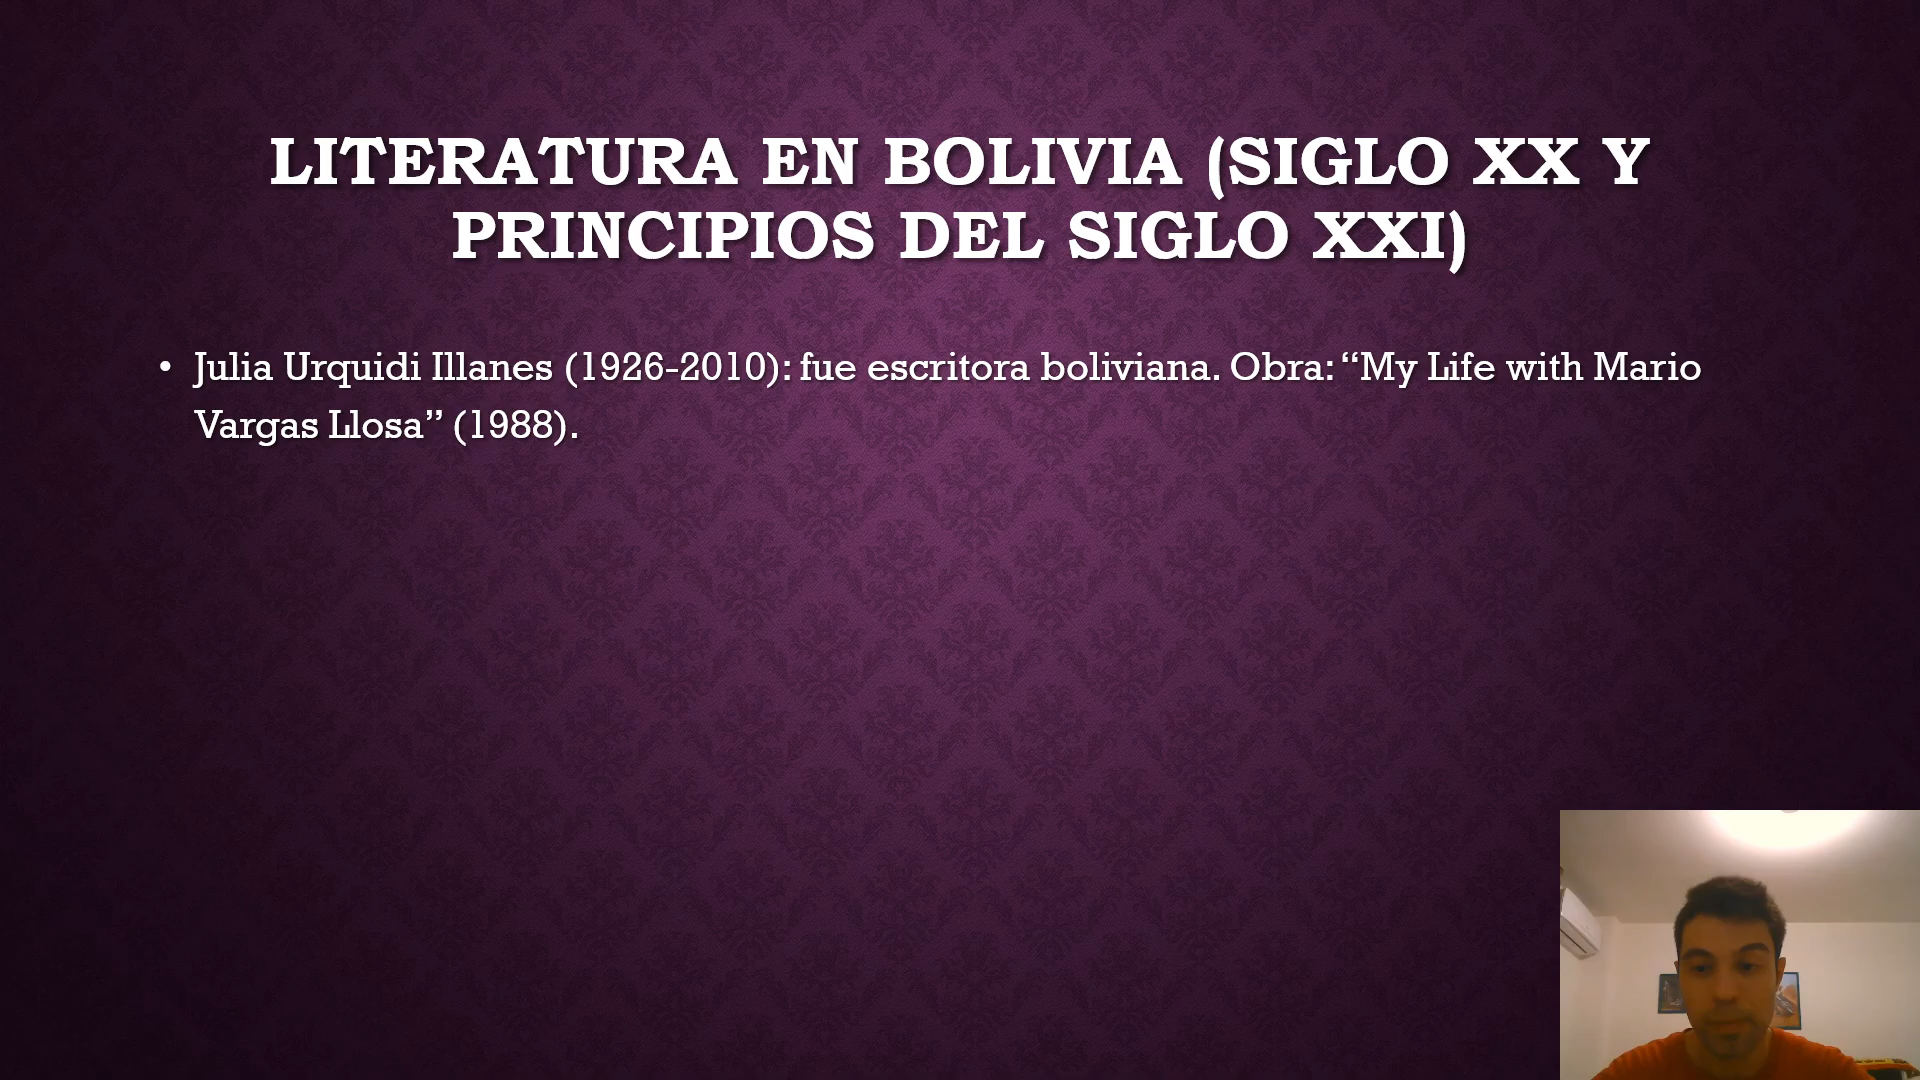 LITERATURA EN BOLIVIA (SIGLO XX Y
PRINCIPIOS DEL SIGLO XXI)
• Julia Urquidi Illanes (1926-2010): fue escritora boliviana. Obra: “My Life with Mario
Vargas Llosa” (1988).